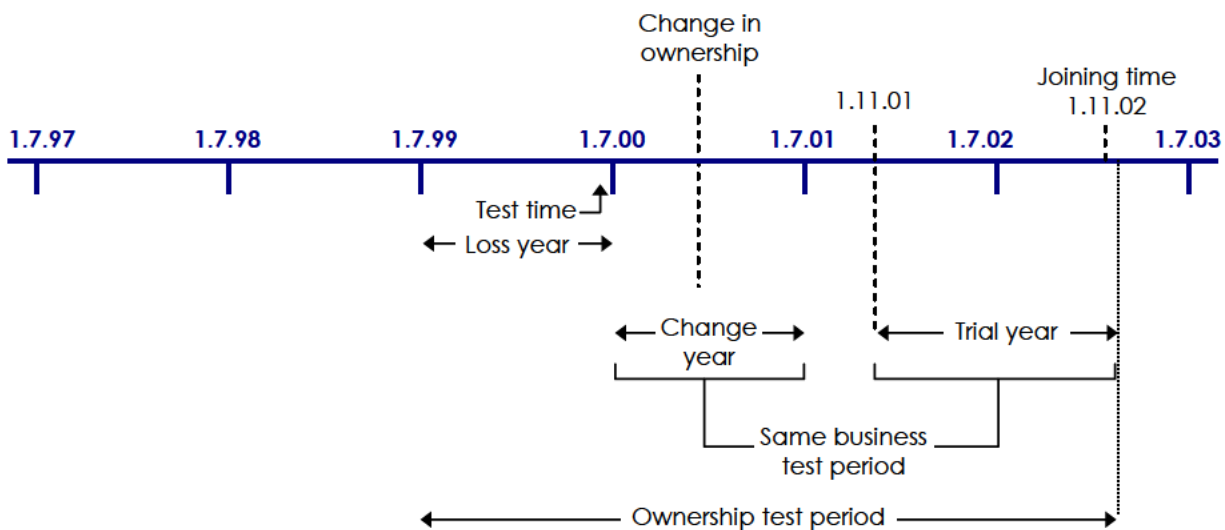 Change in
ownership
Joining time
1.11.01
1.11.02
1.7.97
1.7.98
1.7.99
1.7.00
1.7.01
1.7.02
1.7.03
Test time
Loss year
Change
year
Trial year
Same business
test period
Ownership test period